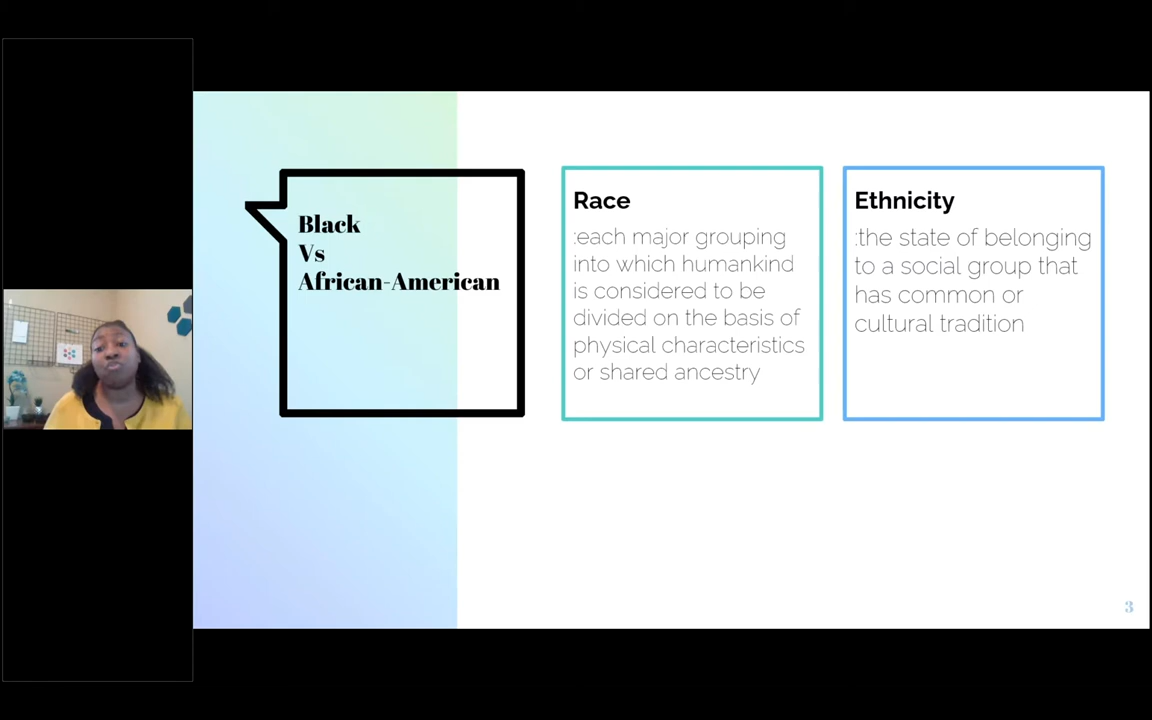 Black
Vs
African-American
Race
:each major grouping
into which humankind
is considered to be
divided on the basis of
physical characteristics
or shared ancestry
Ethnicity
:the state of belonging
to a social group that
has common or
cultural tradition
3